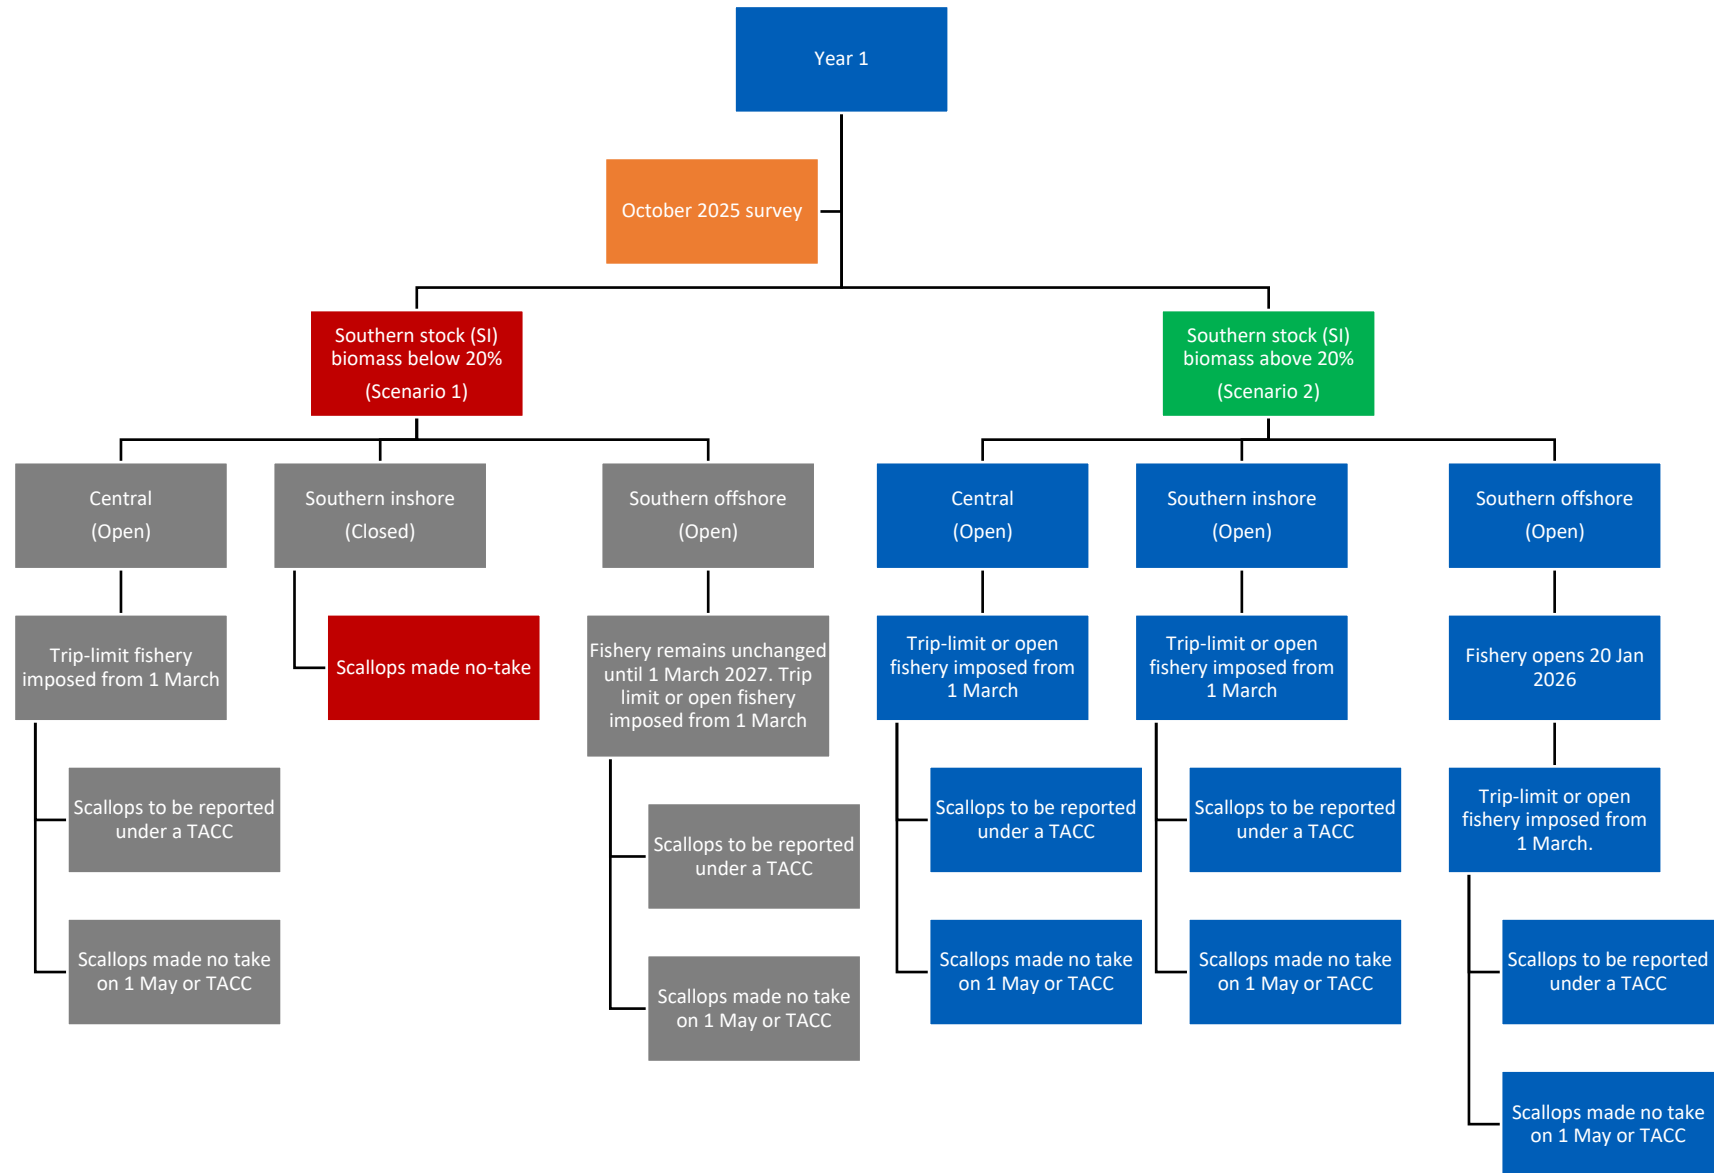 Year 1
October 2025 survey
Southern stock (SI)
biomass below 20%
(Scenario 1)
Southern stock (SI)
biomass above 20%
(Scenario 2)
Central
(Open)
Southern inshore
(Closed)
Southern offshore
(Open)
Central
(Open)
Southern inshore
(Open)
Southern offshore
(Open)
Trip-limit fishery
imposed from 1 March
Scallops made no-take
Fishery remains unchanged
until 1 March 2027. Trip
limit or open fishery
imposed from 1 March
Trip-limit or open
fishery imposed from
1 March
Trip-limit or open
fishery imposed from
1 March
Fishery opens 20 Jan
2026
Scallops to be reported
under a TACC
Scallops to be reported
under a TACC
Scallops to be reported
under a TACC
Scallops to be reported
under a TACC
Trip-limit or open
fishery imposed from
1 March.
Scallops made no take
on 1 May or TACC
Scallops made no take
on 1 May or TACC
Scallops made no take
on 1 May or TACC
Scallops made no take
on 1 May or TACC
Scallops to be reported
under a TACC
Scallops made no take
on 1 May or TACC